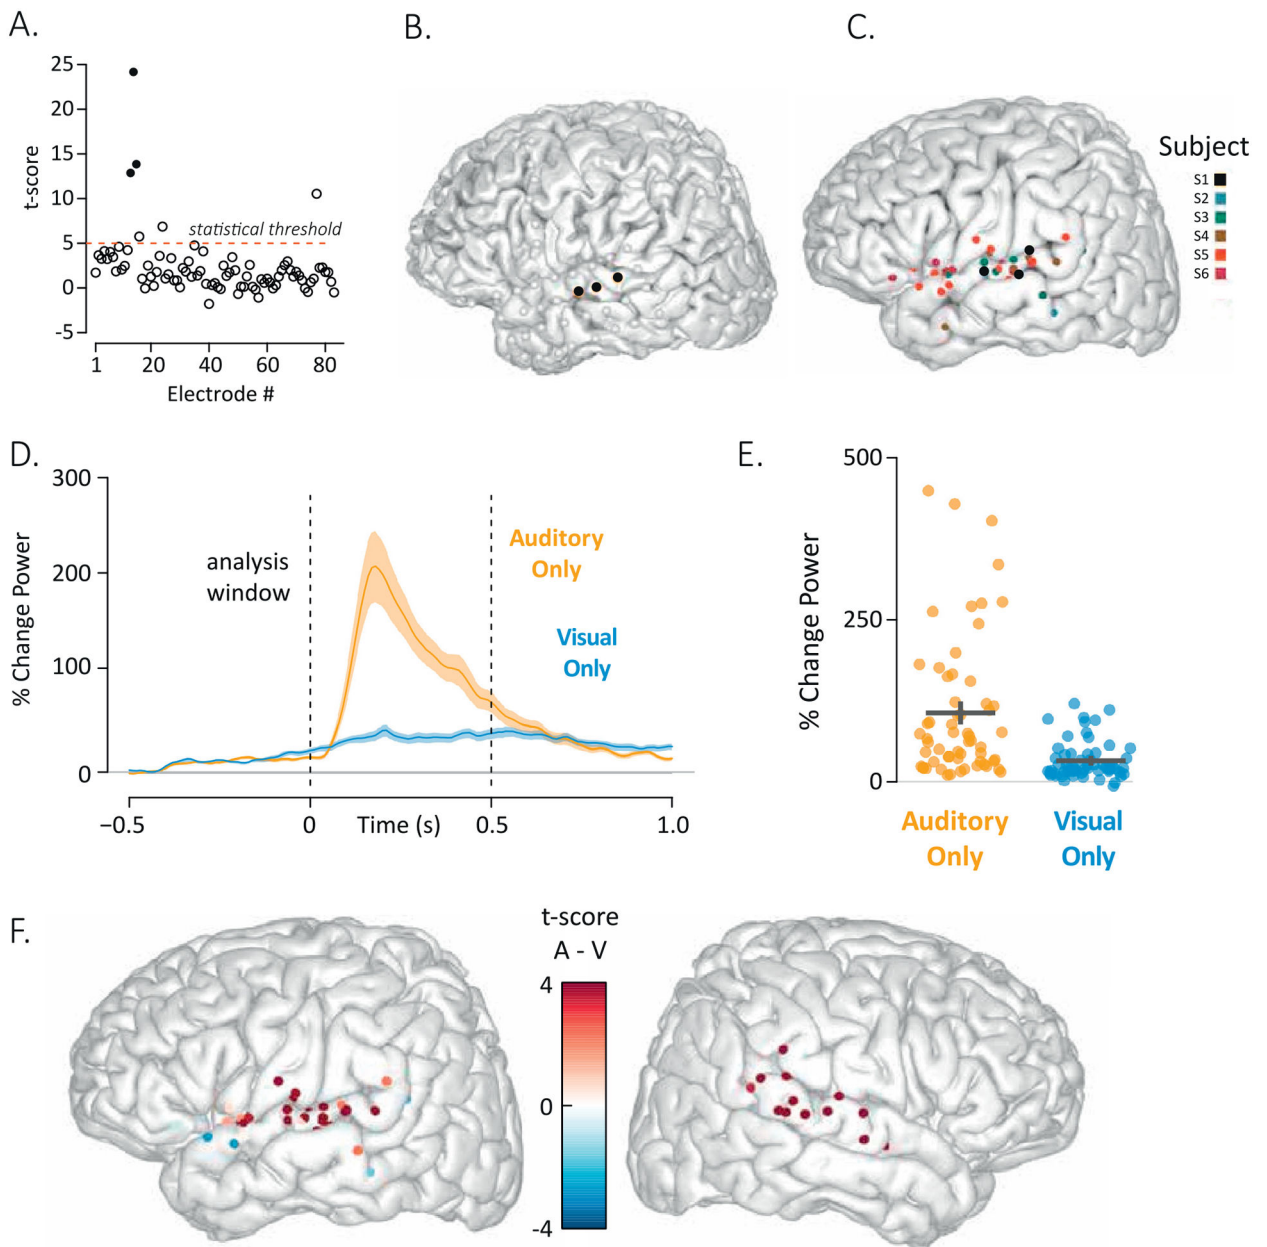 A.
B.
C.
25
20
15
10
5
0
-5
t-score
statistical threshold
1
20
40
60
80
Electrode #
Subject
S1
S2
S3
S4
S5
S6
D.
300
200
100
0
% Change Power
analysis
window
Auditory
Only
Visual
Only
−0.5
0
Time (s)
0.5
1.0
E.
500
250
0
% Change Power
Auditory
Only
Visual
Only
F.
t-score
A - V
4
0
-4